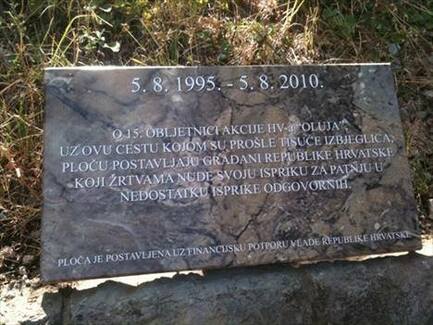 5. 8. 1995. - 5. 8. 2010.
O 15. OBLJETNICI AKCIJE HV-a "OLUJA",
UZ OVU CESTU KOJOM SU PROŠLE TISUĆE IZBJEGLICA,
PLOČU POSTAVLJAJU GRAĐANI REPUBLIKE HRVATSKE
KOJI ŽRTVAMA NUDE SVOJU ISPRIKU ZA PATNJU U
NEDOSTATKU ISPRIKE ODGOVORNIH.
PLOČA JE POSTAVLJENA UZ FINANCIJSKU POTPORU VLADE REPUBLIKE HRVATSKE